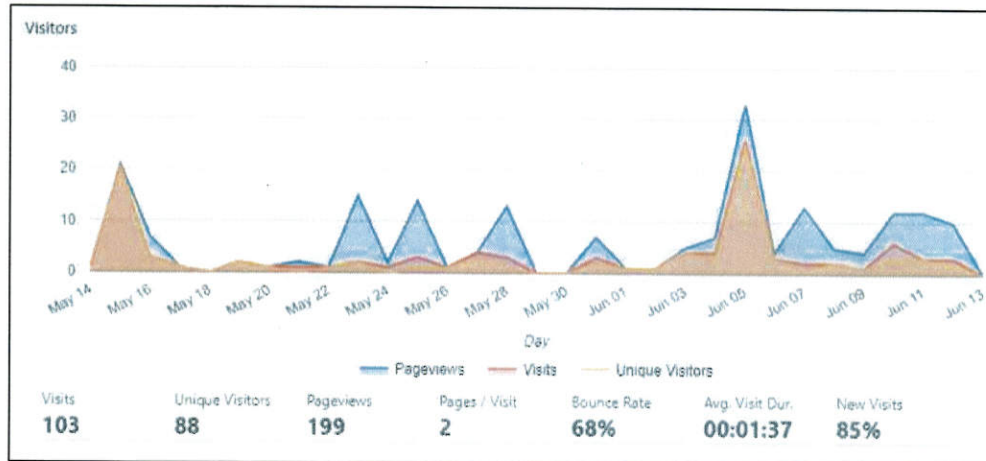 Visitors
40
30
20
10
0
May 14 May 16 May 18 May 20 May 22 May 24 May 26 May 28 May 30 Jun 01 Jun 03 Jun 05 Jun 07 Jun 09 Jun 11 Jun 13
Day
Pageviews Visits Unique Visitors
Visits Unique Visitors Pageviews Pages / Visit Bounce Rate Avg. Visit Dur. New Visits
103 88 199 2 68% 00:01:37 85%